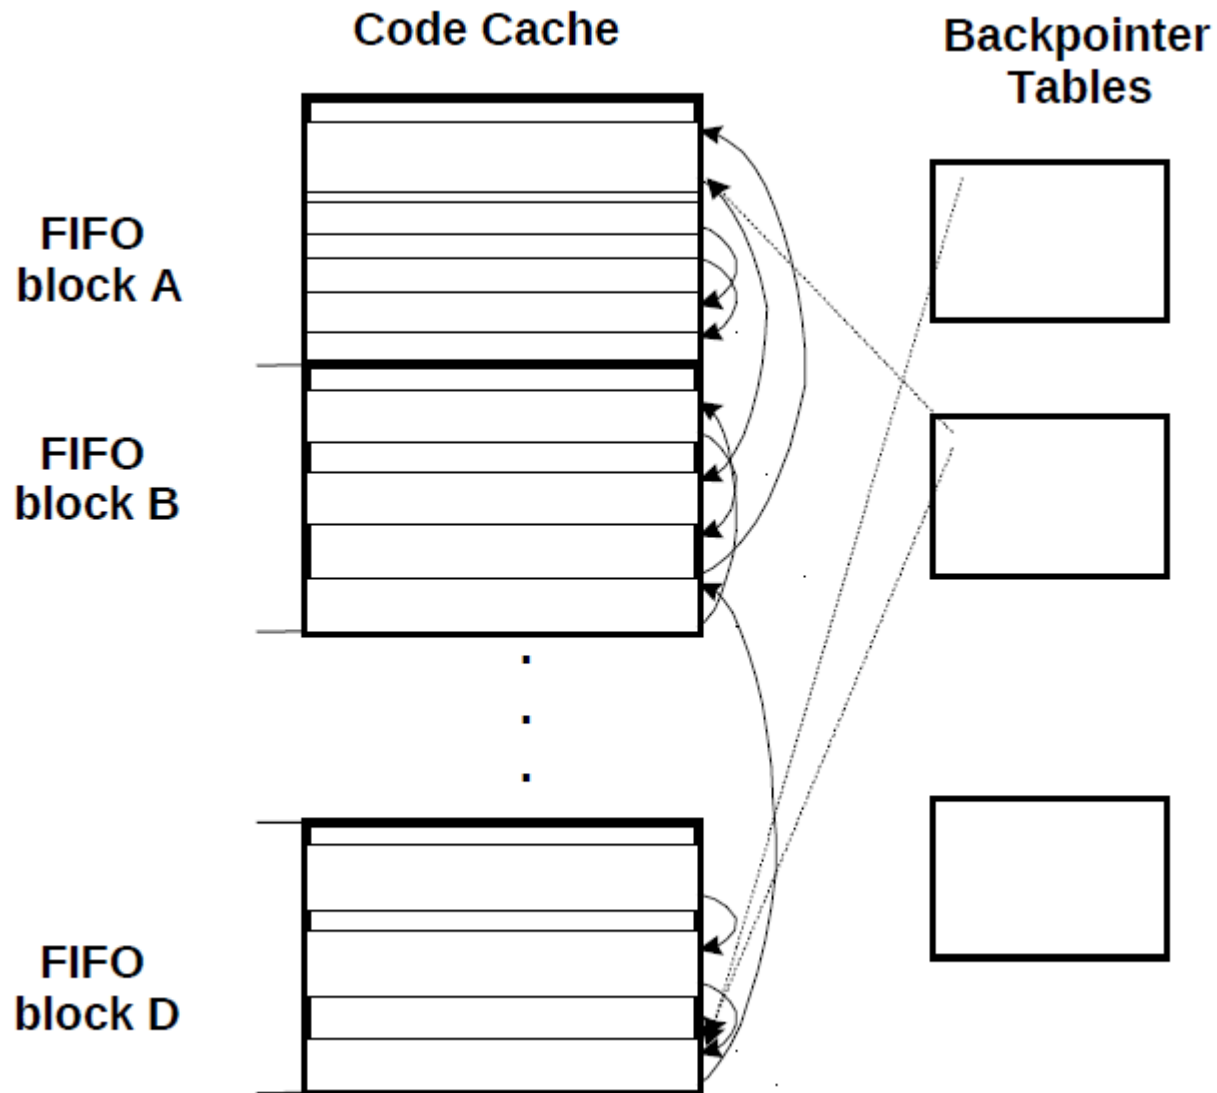 Code Cache
Backpointer
Tables
FIFO
block A
FIFO
block B
.
.
.
FIFO
block D